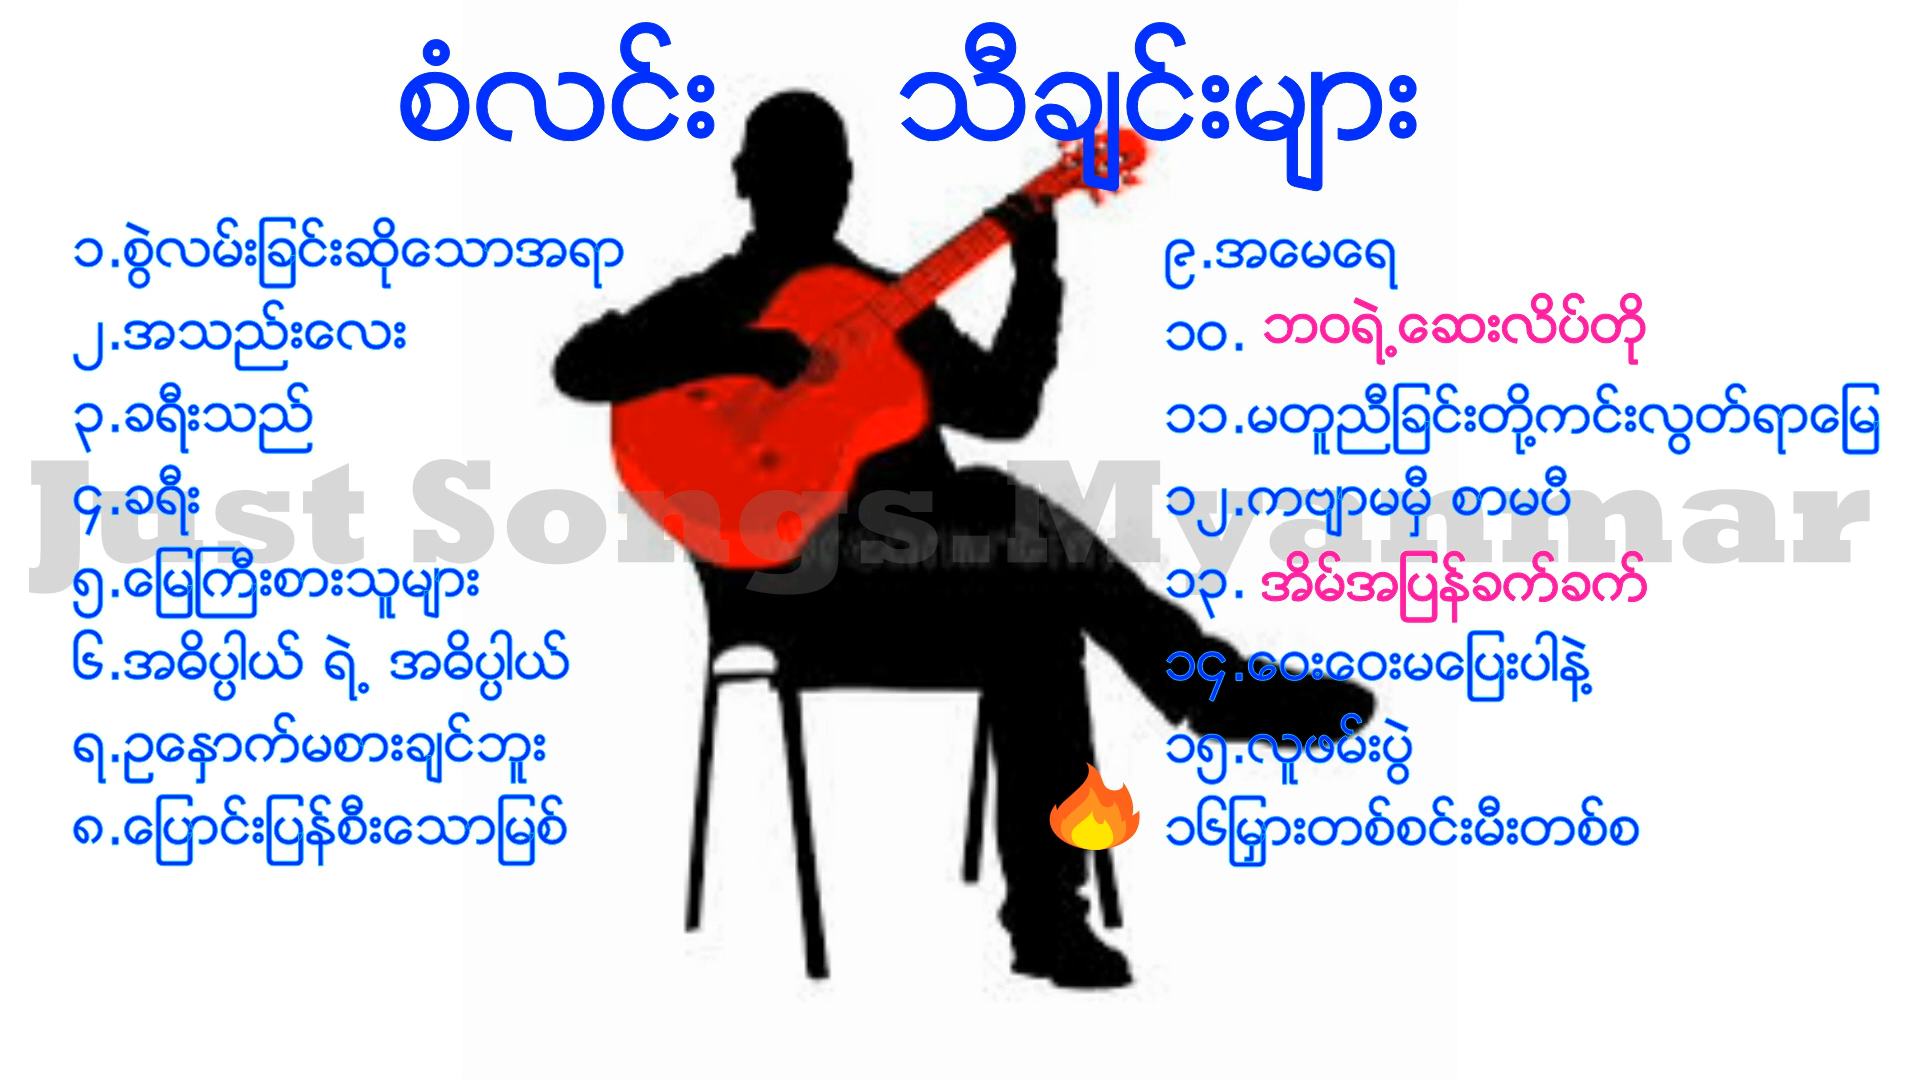 စံလင်း သီချင်းများ
၁.စွဲလမ်းခြင်းဆိုသောအရာ
၂.အသည်းလေး
၃.ခရီးသည်
၄.ခရီး
၅.မြေကြီးစားသူများ
၆.အဓိပ္ပါယ် ရဲ့ အဓိပ္ပါယ်
ရ.ဥနှောက်မစားချင်ဘူး
၈.ပြောင်းပြန်စီးသောမြစ်
၉.အမေရေ
၁၀. ဘဝရဲ့ဆေးလိပ်တို
၁၁.မတူညီခြင်းတို့ကင်းလွတ်ရာမြေ
၁၂.ကဗျာမမှီ စာမပီ
၁၃. အိမ်အပြန်ခက်ခက်
၁၄.ဝေးဝေးမပြေးပါနဲ့
၁၅.လူဖမ်းပွဲ
၁၆မြှားတစ်စင်းမီးတစ်စ
Just Songs.Myanmar